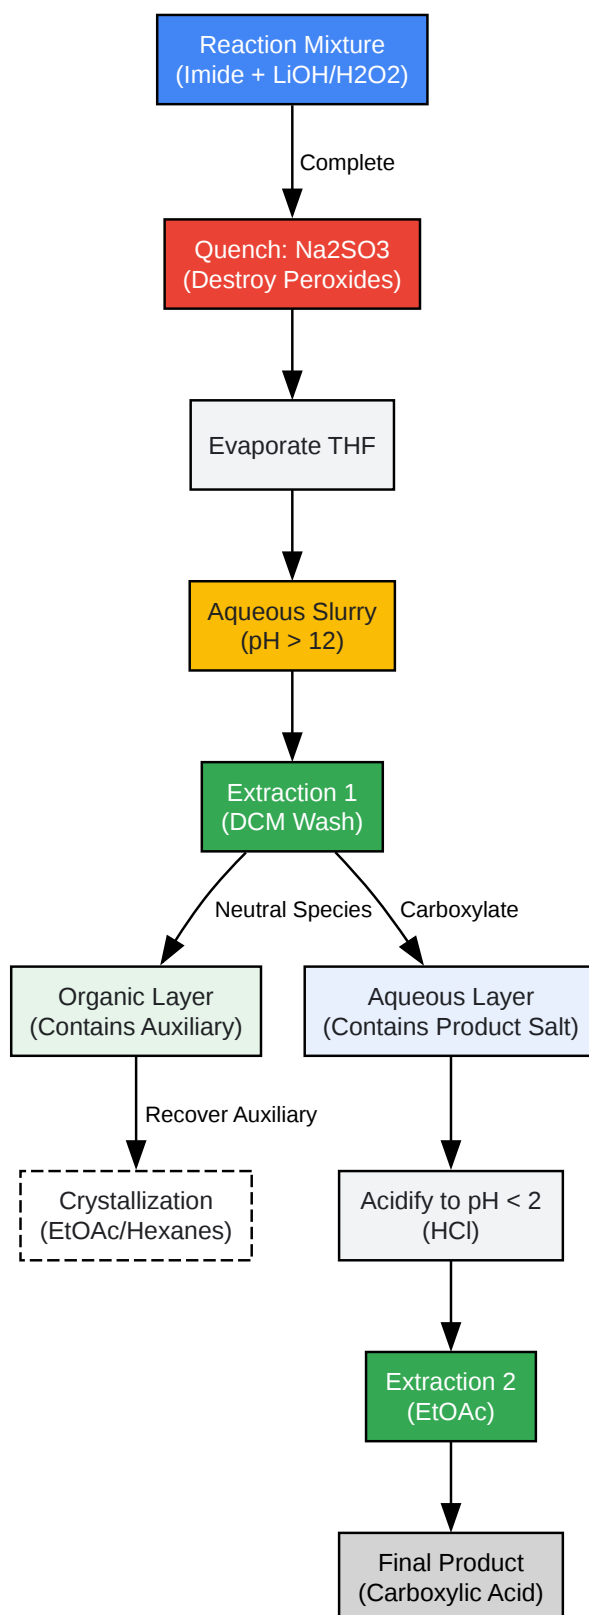 Reaction Mixture
(Imide + LiOH/H2O2)
Complete
Quench: Na2SO3
(Destroy Peroxides)
Evaporate THF
Aqueous Slurry
(pH > 12)
Extraction 1
(DCM Wash)
Neutral Species
Carboxylate
Organic Layer
(Contains Auxiliary)
Aqueous Layer
(Contains Product Salt)
Recover Auxiliary
Crystallization
(EtOAc/Hexanes)
Acidify to pH < 2
(HCl)
Extraction 2
(EtOAc)
Final Product
(Carboxylic Acid)